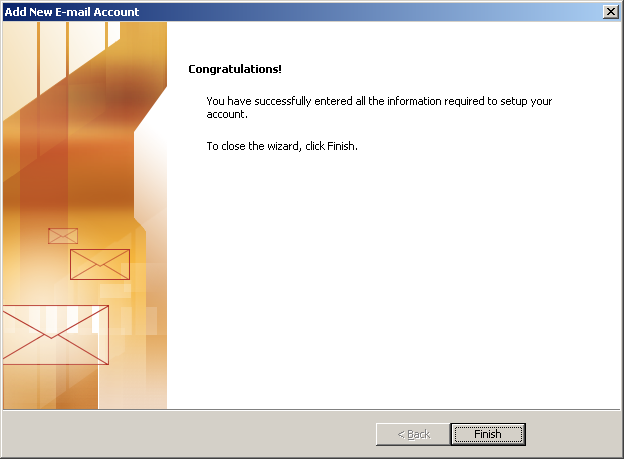 Add New E-mail Account
Congratulations!
You have successfully entered all the information required to setup your
account.
To close the wizard, click Finish.
< Back
Finish